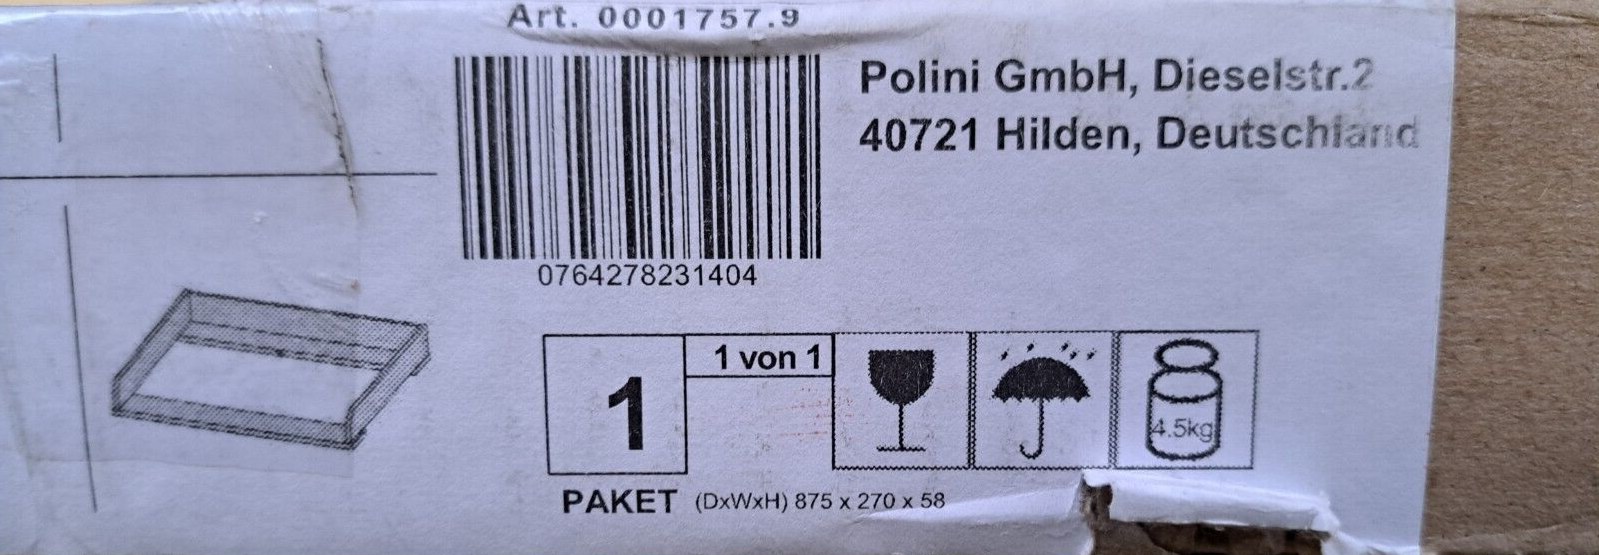 Art. 0001757.9
Polini GmbH, Dieselstr.2
40721 Hilden, Deutschland
0764278231404
1
1 von 1
4.5kg
PAKET (DxWxH) 875 x 270 x 58